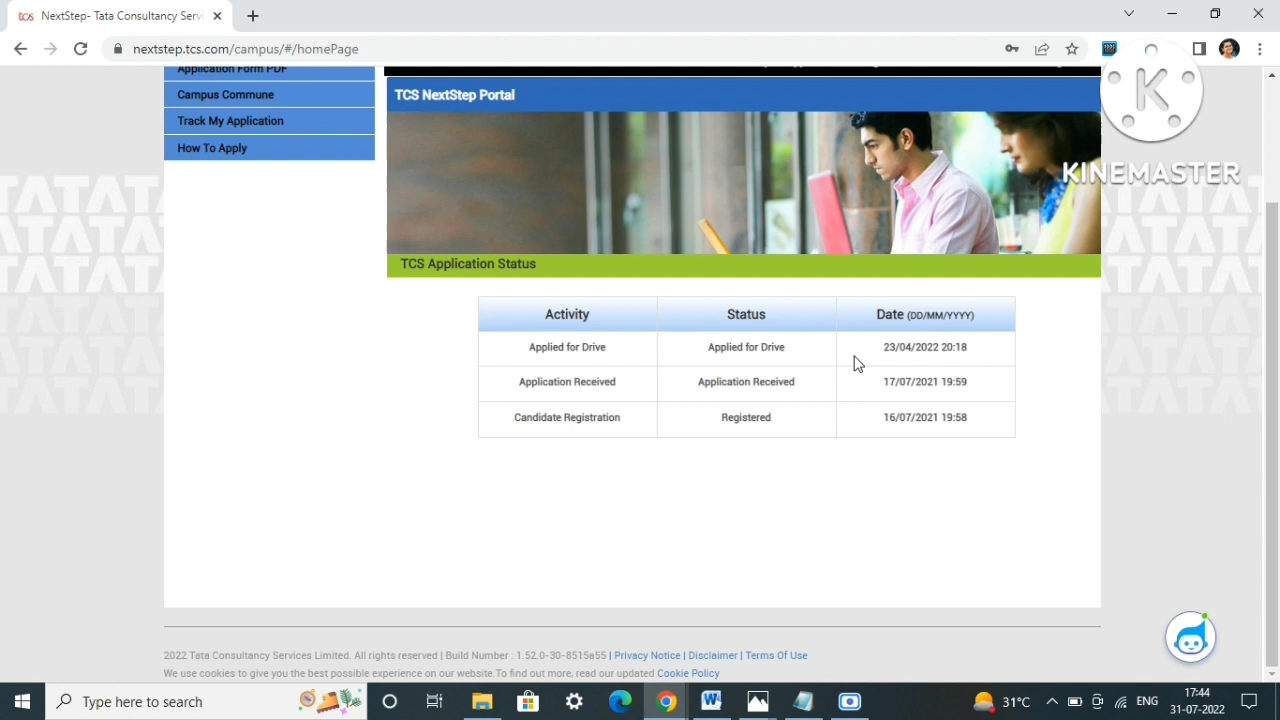 tcs NextStep- Tata Consultancy Serv
nextstep.tcs.com/campus/#/homePage
Application Form PDF
Campus Commune
Track My Application
How To Apply
TCS NextStep Portal
K
KINEMASTER
TCS Application Status
Activity Status Date (DD/MM/YYYY)
Applied for Drive Applied for Drive 23/04/2022 20:18
Application Received Application Received 17/07/2021 19:59
Candidate Registration Registered 16/07/2021 19:58
2022 Tata Consultancy Services Limited. All rights reserved | Build Number : 1.52.0-30-8515a55 | Privacy Notice | Disclaimer | Terms Of Use
We use cookies to give you the best possible experience on our website.To find out more, read our updated Cookie Policy
Type here to search
31°C
ENG
17:44
31-07-2022